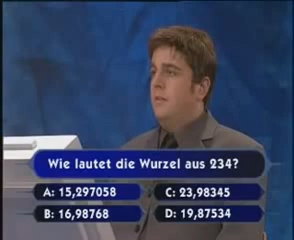 Wie lautet die Wurzel aus 234?
A: 15,297058
C: 23,98345
B: 16,98768
D: 19,87534